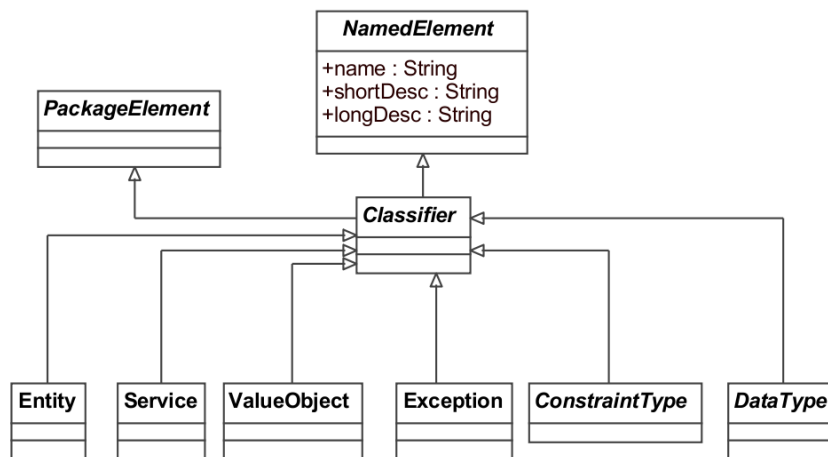 NamedElement
+name : String
+shortDesc : String
+longDesc : String
PackageElement
Classifier
Entity
Service
ValueObject
Exception
ConstraintType
DataType